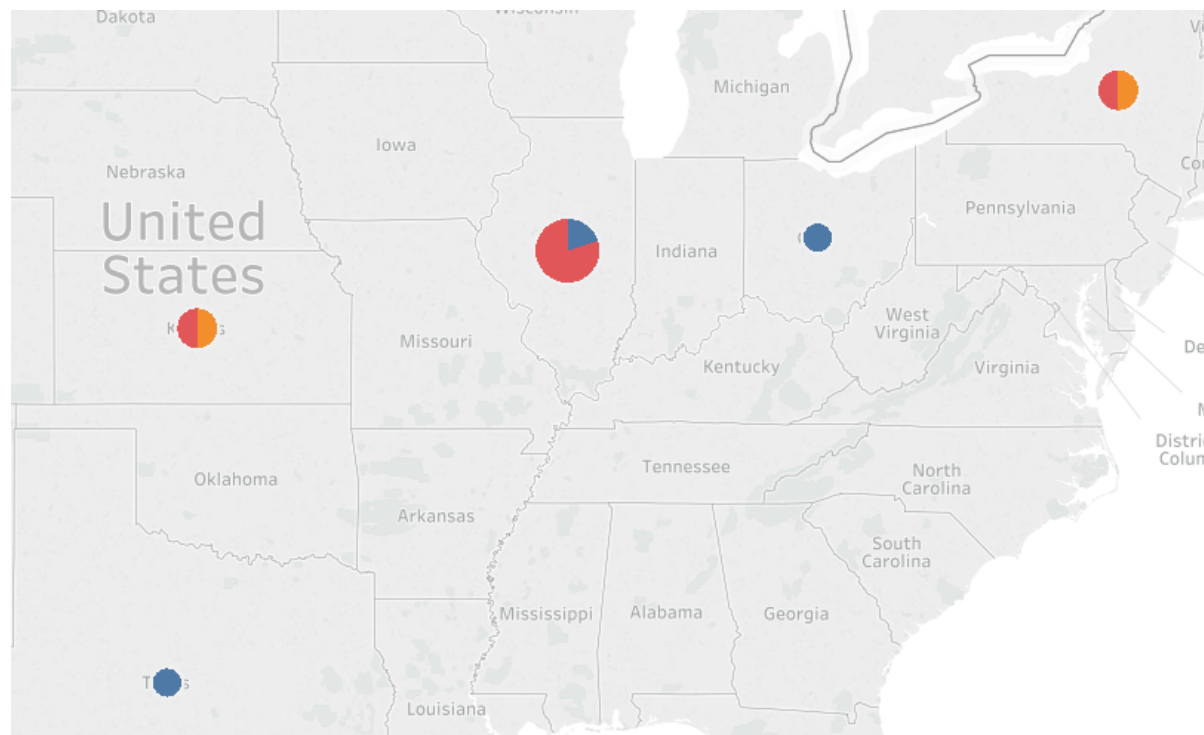 Dakota
Michigan
Iowa
Nebraska
United
States
Pennsylvania
Indiana
West
Virginia
Missouri
Kentucky
Virginia
Tennessee
Oklahoma
North
Carolina
Arkansas
South
Carolina
Mississippi
Alabama
Georgia
Louisiana